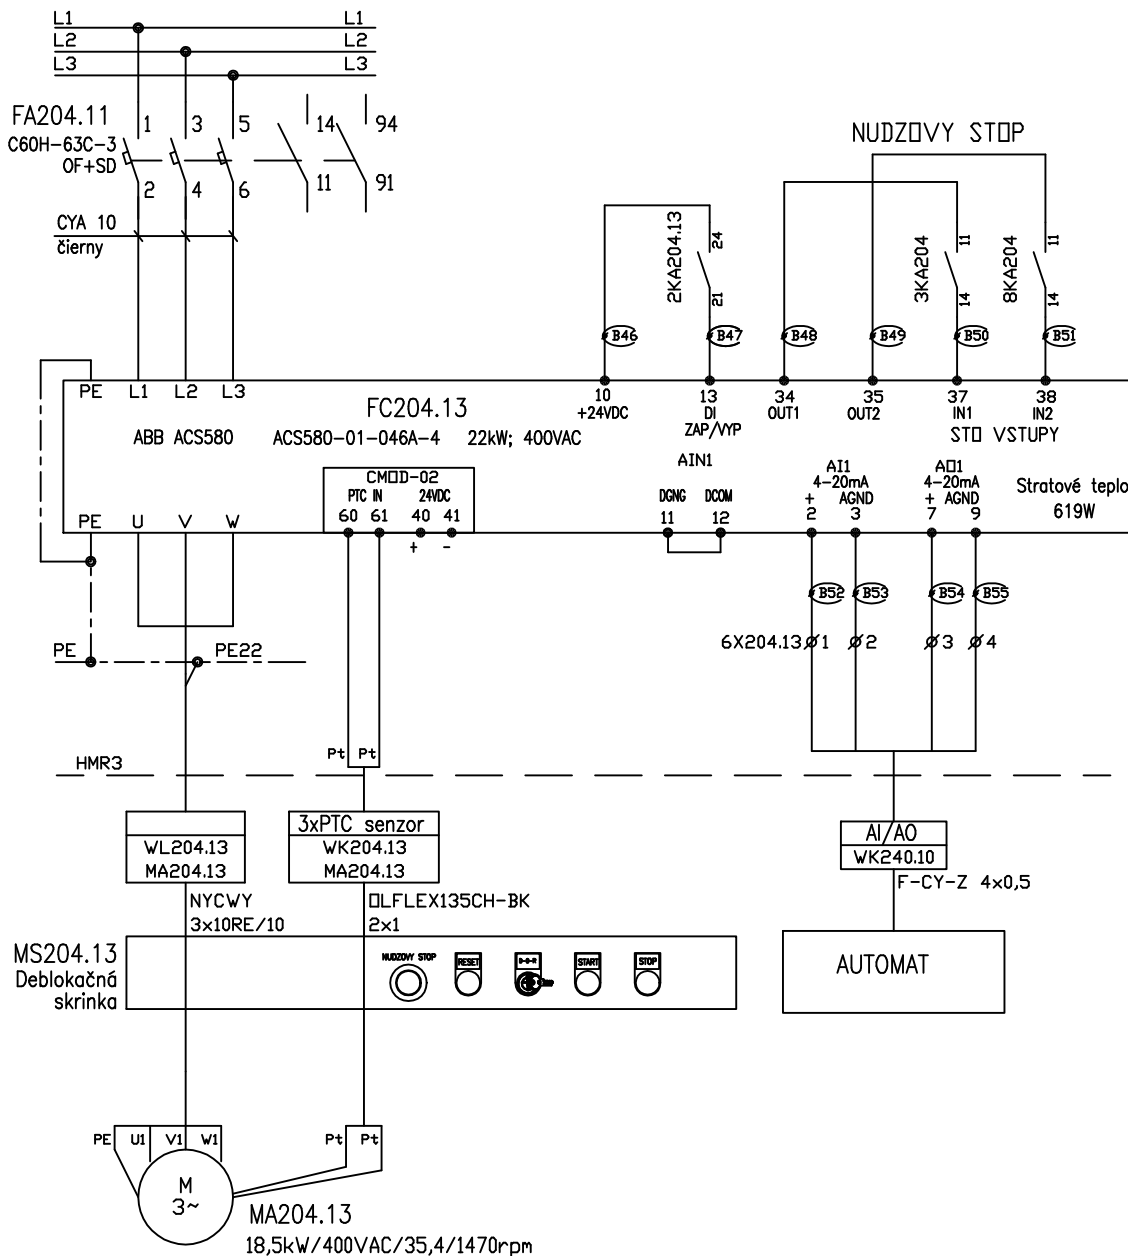 L1 L1
L2 L2
L3 L3
FA204.11
C60H-63C-3
OF+SD
1 3 5 14 94
2 4 6 11 91
CYA 10
čierny
NUDZOVY STOP
2KA204.13
24
21
3KA204
11
14
8KA204
11
14
B46 B47 B48 B49 B50 B51
PE L1 L2 L3
10 13 34 35 37 38
+24VDC DI OUT1 OUT2 IN1 IN2
ZAP/VYP
STO VSTUPY
FC204.13
ABB ACS580 ACS580-01-046A-4 22kW; 400VAC
AIN1
CMOD-02
PTC IN 24VDC
60 61 40 41
+ -
DGNG DCOM
11 12
AI1 AO1
4-20mA 4-20mA
+ AGND + AGND
2 3 7 9
Stratové teplo
619W
PE U V W
B52 B53 B54 B55
6X204.13 1 2 3 4
PE PE22
Pt Pt
HMR3
WL204.13
MA204.13
3xPTC senzor
WK204.13
MA204.13
AI/AO
WK240.10
NYCWY
3x10RE/10
OLFLEX135CH-BK
2x1
F-CY-Z 4x0,5
MS204.13
Deblokačná
skrinka
NUDZOVY STOP RESET D-0-R START STOP
AUTOMAT
PE U1 V1 W1 Pt Pt
M
3~
MA204.13
18,5kW/400VAC/35,4/1470rpm